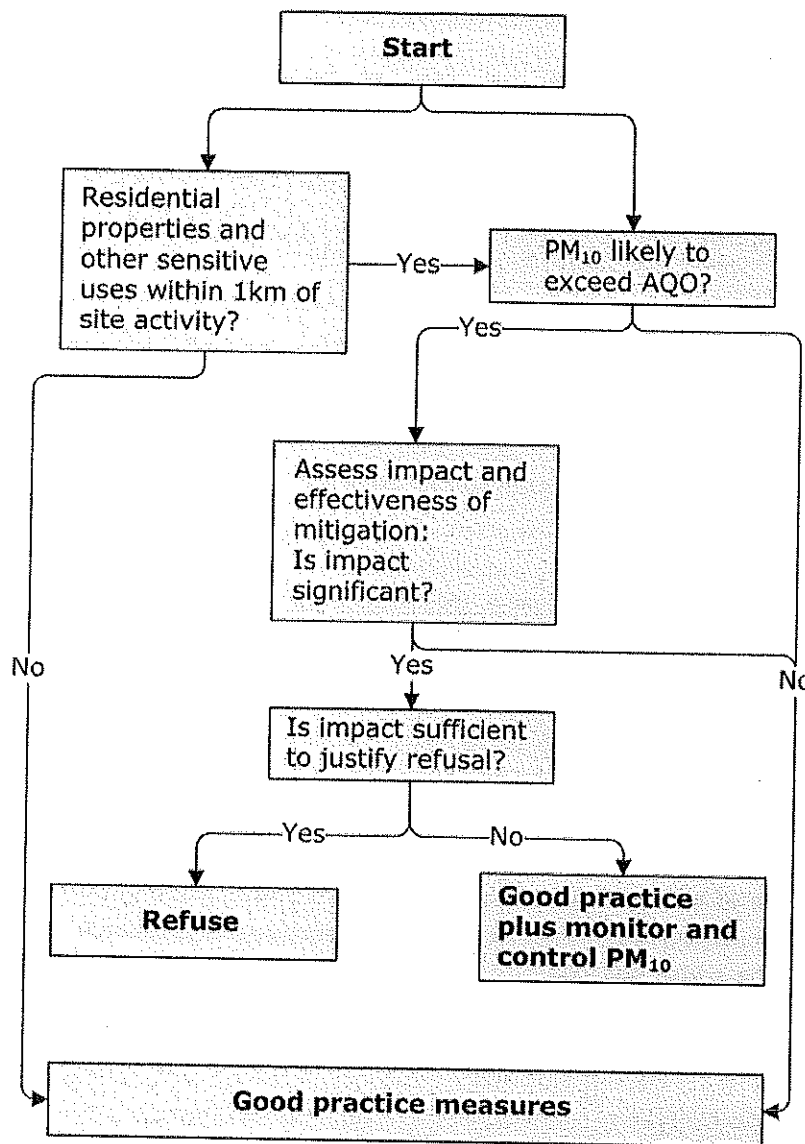 Start
Residential
properties and
other sensitive
uses within 1km of
site activity?
Yes
PM₁₀ likely to
exceed AQO?
Yes
Assess impact and
effectiveness of
mitigation:
Is impact
significant?
No
Yes
No
Is impact sufficient
to justify refusal?
Yes
No
Refuse
Good practice
plus monitor and
control PM₁₀
Good practice measures